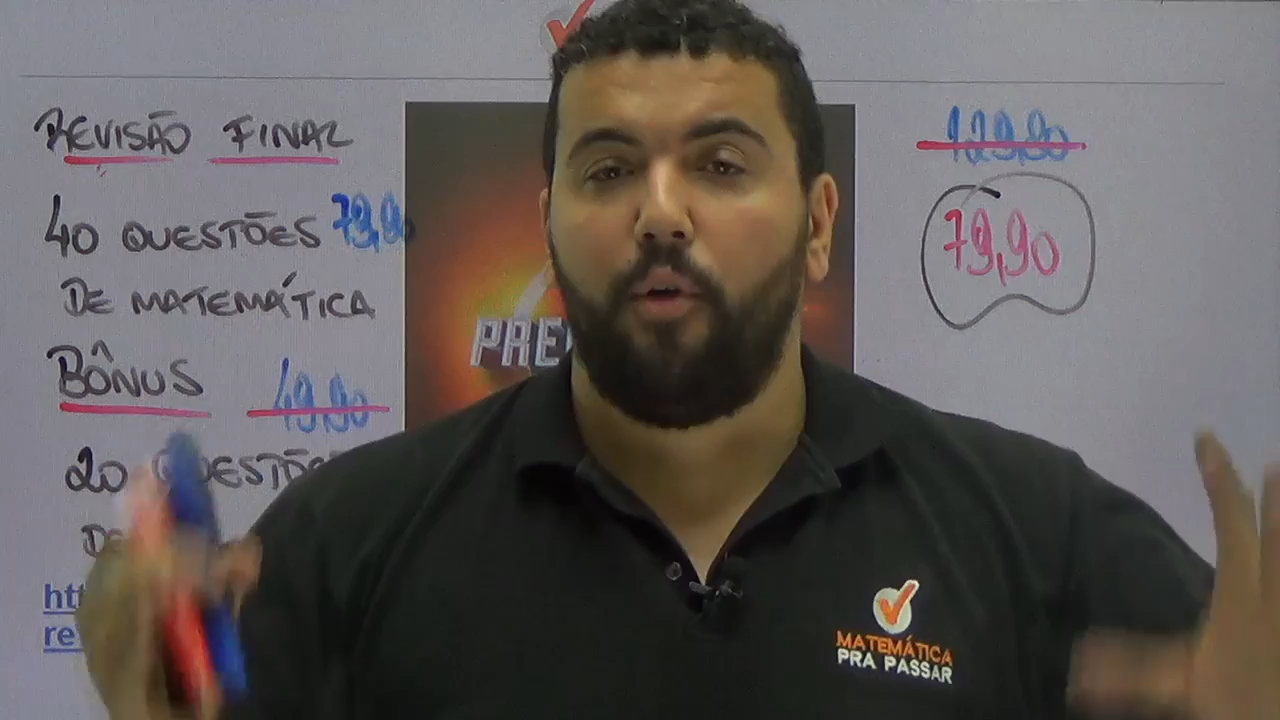 REVISÃO FINAL
40 QUESTÕES 79,90
DE MATEMÁTICA
BÔNUS 49,90
20 QUESTÕES
129,90
79,90
MATEMÁTICA
PRA PASSAR